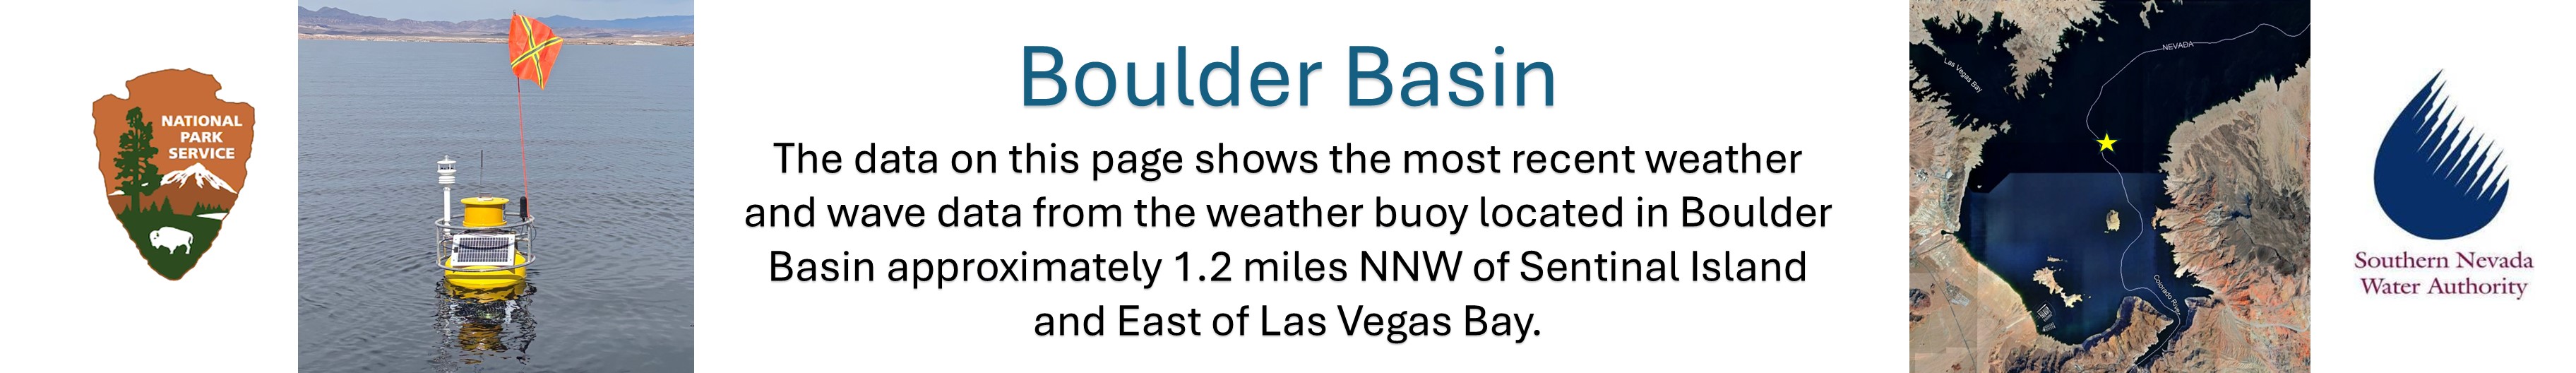 NATIONAL
PARK
SERVICE
Boulder Basin
The data on this page shows the most recent weather
and wave data from the weather buoy located in Boulder
Basin approximately 1.2 miles NNW of Sentinal Island
and East of Las Vegas Bay.
NEVADA
Las Vegas Bay
Colorado River
Southern Nevada
Water Authority